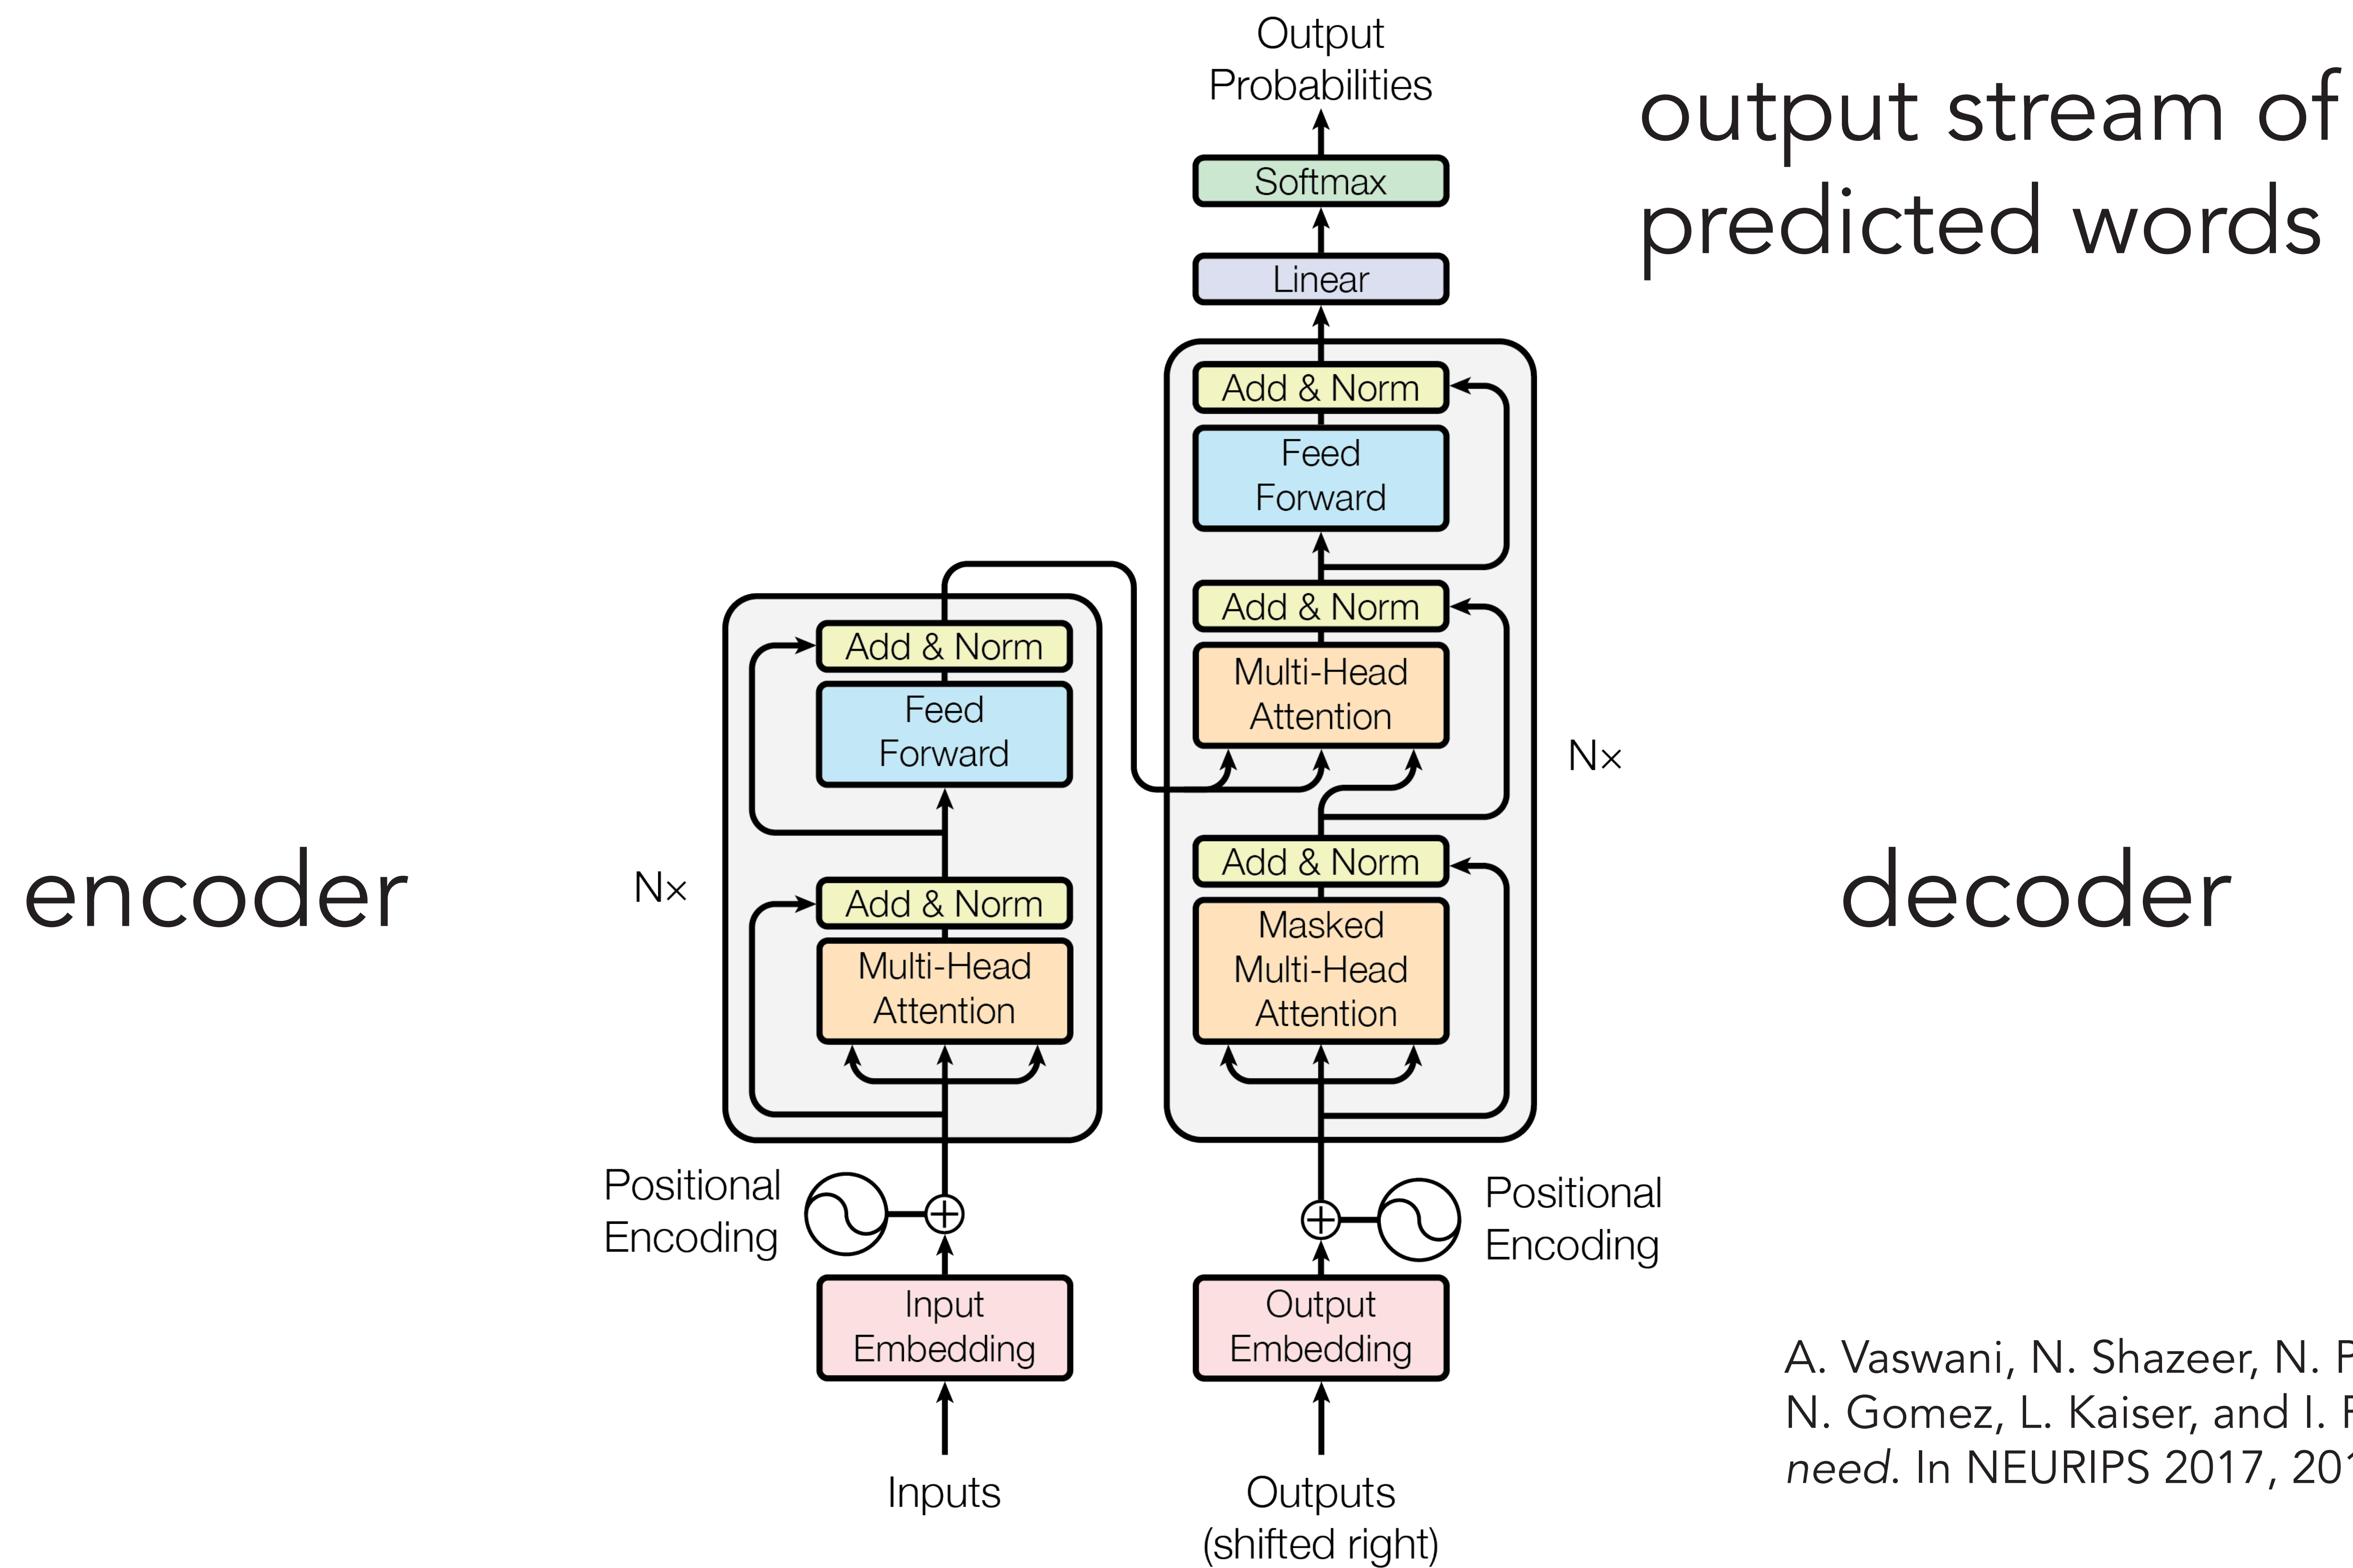 Output
Probabilities
output stream of
predicted words
Softmax
Linear
Add & Norm
Feed
Forward
Add & Norm
Multi-Head
Attention
Nx
Add & Norm
Masked
Multi-Head
Attention
decoder
Add & Norm
Feed
Forward
encoder
Nx
Add & Norm
Multi-Head
Attention
Positional
Encoding
Positional
Encoding
Input
Embedding
Output
Embedding
Inputs
Outputs
(shifted right)
A. Vaswani, N. Shazeer, N.
N. Gomez, L. Kaiser, and I.
need. In NEURIPS 2017,